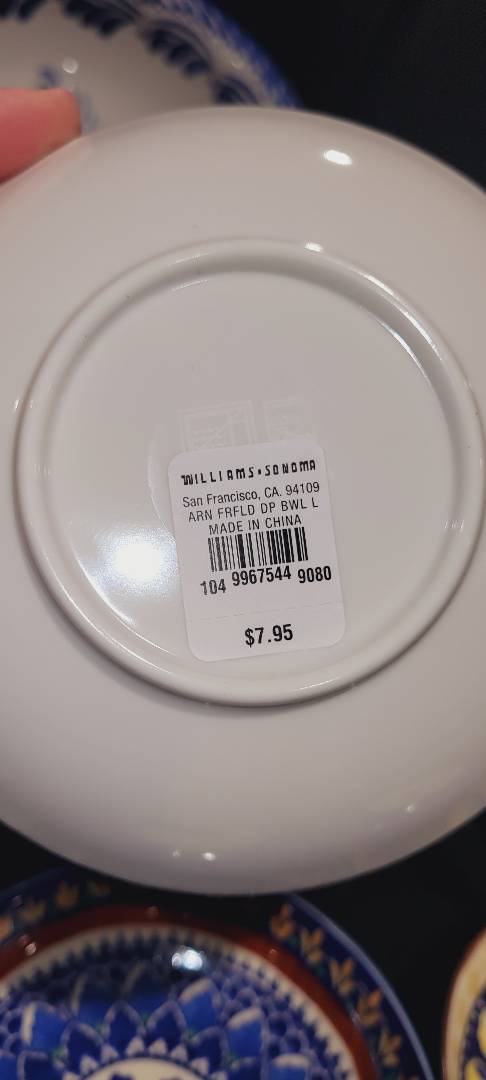 WILLIAMS-SONOMA
San Francisco, CA. 94109
ARN FRFLD DP BWL L
MADE IN CHINA
104 9967544 9080
$7.95